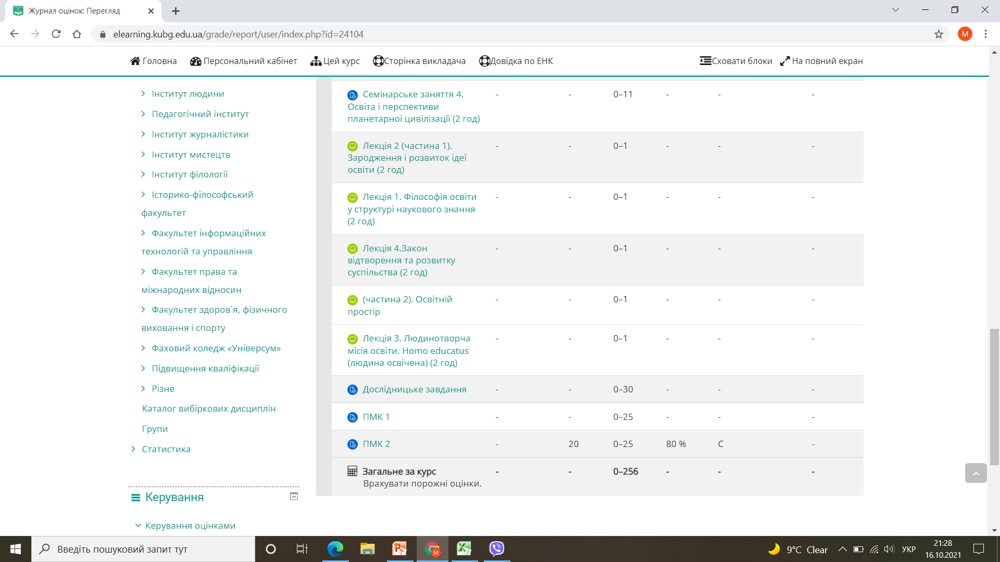 Журнал оцінок: Перегляд
elearning.kubg.edu.ua/grade/report/user/index.php?id=24104
M
Головна Персональний кабінет Цей курс Сторінка викладача Довідка по ЕНК Сховати блоки На повний екран
Інститут людини
Педагогічний інститут
Інститут журналістики
Інститут мистецтв
Інститут філології
Історико-філософський
факультет
Факультет інформаційних
технологій та управління
Факультет права та
міжнародних відносин
Факультет здоров`я, фізичного
виховання і спорту
Фаховий коледж «Універсум»
Підвищення кваліфікації
Різне
Каталог вибіркових дисциплін
Групи
Статистика
Керування
Керування оцінками
Семінарське заняття 4. - - 0–11 - - -
Освіта і перспективи
планетарної цивілізації (2 год)
Лекція 2 (частина 1). - - 0–1 - - -
Зародження і розвиток ідеї
освіти (2 год)
Лекція 1. Філософія освіти - - 0–1 - - -
у структурі наукового знання
(2 год)
Лекція 4.Закон - - 0–1 - - -
відтворення та розвитку
суспільства (2 год)
(частина 2). Освітній - - 0–1 - - -
простір
Лекція 3. Людинотворча - - 0–1 - - -
місія освіти. Homo educatus
(людина освічена) (2 год)
Дослідницьке завдання - - 0–30 - - -
ПМК 1 - - 0–25 - - -
ПМК 2 - 20 0–25 80 % C -
Загальне за курс - - 0–256 - - -
Врахувати порожні оцінки.
Введіть пошуковий запит тут
9°C Clear
УКР
21:28
16.10.2021